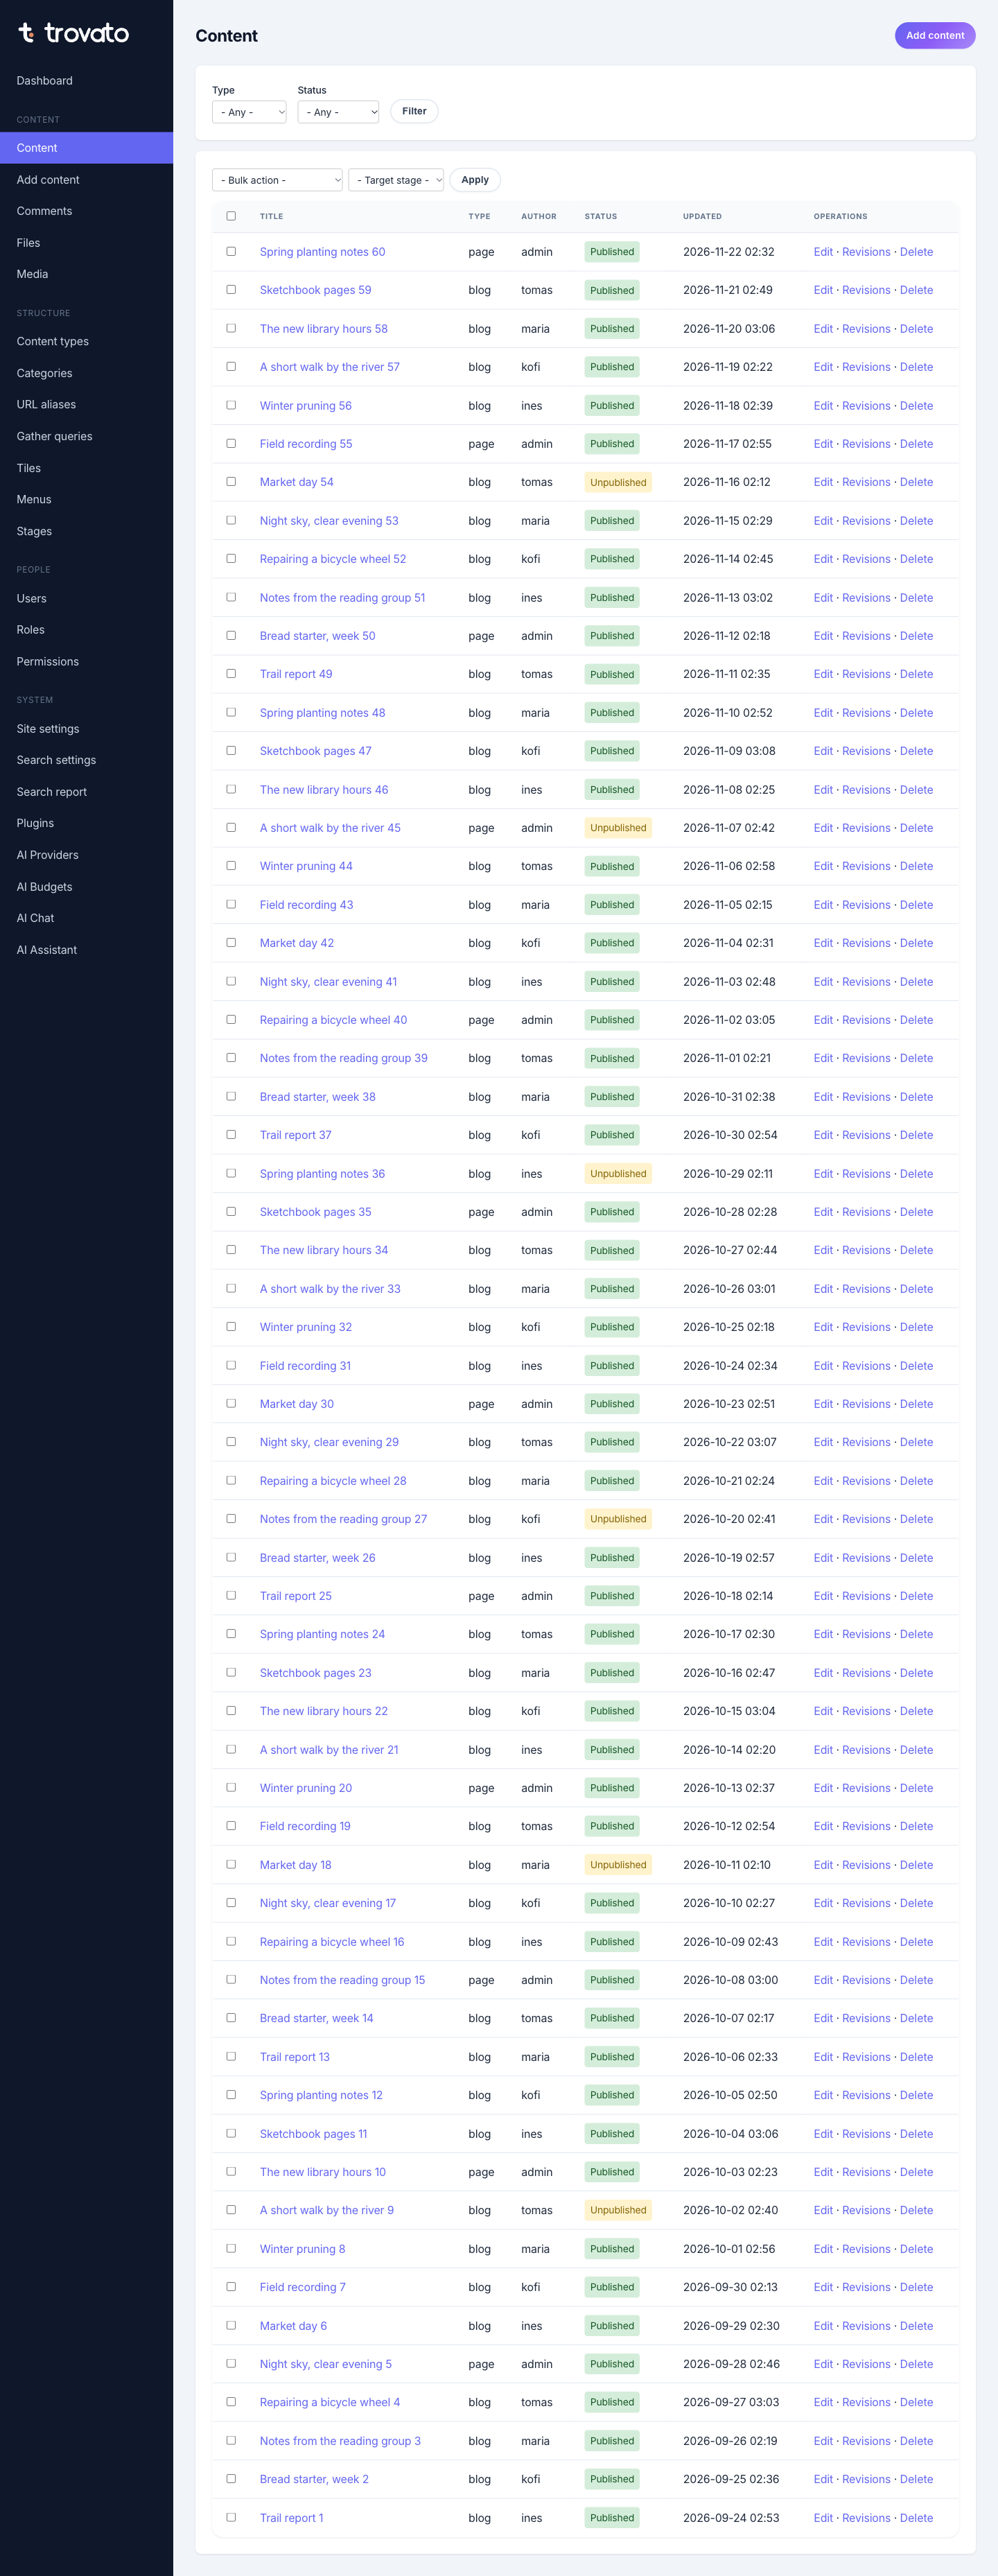 trovato
Dashboard
CONTENT
Content
Add content
Comments
Files
Media
STRUCTURE
Content types
Categories
URL aliases
Gather queries
Tiles
Menus
Stages
PEOPLE
Users
Roles
Permissions
SYSTEM
Site settings
Search settings
Search report
Plugins
AI Providers
AI Budgets
AI Chat
AI Assistant
Content
Add content
Type Status
- Any - - Any - Filter
- Bulk action - - Target stage - Apply
TITLE TYPE AUTHOR STATUS UPDATED OPERATIONS
Spring planting notes 60 page admin Published 2026-11-22 02:32 Edit · Revisions · Delete
Sketchbook pages 59 blog tomas Published 2026-11-21 02:49 Edit · Revisions · Delete
The new library hours 58 blog maria Published 2026-11-20 03:06 Edit · Revisions · Delete
A short walk by the river 57 blog kofi Published 2026-11-19 02:22 Edit · Revisions · Delete
Winter pruning 56 blog ines Published 2026-11-18 02:39 Edit · Revisions · Delete
Field recording 55 page admin Published 2026-11-17 02:55 Edit · Revisions · Delete
Market day 54 blog tomas Unpublished 2026-11-16 02:12 Edit · Revisions · Delete
Night sky, clear evening 53 blog maria Published 2026-11-15 02:29 Edit · Revisions · Delete
Repairing a bicycle wheel 52 blog kofi Published 2026-11-14 02:45 Edit · Revisions · Delete
Notes from the reading group 51 blog ines Published 2026-11-13 03:02 Edit · Revisions · Delete
Bread starter, week 50 page admin Published 2026-11-12 02:18 Edit · Revisions · Delete
Trail report 49 blog tomas Published 2026-11-11 02:35 Edit · Revisions · Delete
Spring planting notes 48 blog maria Published 2026-11-10 02:52 Edit · Revisions · Delete
Sketchbook pages 47 blog kofi Published 2026-11-09 03:08 Edit · Revisions · Delete
The new library hours 46 blog ines Published 2026-11-08 02:25 Edit · Revisions · Delete
A short walk by the river 45 page admin Unpublished 2026-11-07 02:42 Edit · Revisions · Delete
Winter pruning 44 blog tomas Published 2026-11-06 02:58 Edit · Revisions · Delete
Field recording 43 blog maria Published 2026-11-05 02:15 Edit · Revisions · Delete
Market day 42 blog kofi Published 2026-11-04 02:31 Edit · Revisions · Delete
Night sky, clear evening 41 blog ines Published 2026-11-03 02:48 Edit · Revisions · Delete
Repairing a bicycle wheel 40 page admin Published 2026-11-02 03:05 Edit · Revisions · Delete
Notes from the reading group 39 blog tomas Published 2026-11-01 02:21 Edit · Revisions · Delete
Bread starter, week 38 blog maria Published 2026-10-31 02:38 Edit · Revisions · Delete
Trail report 37 blog kofi Published 2026-10-30 02:54 Edit · Revisions · Delete
Spring planting notes 36 blog ines Unpublished 2026-10-29 02:11 Edit · Revisions · Delete
Sketchbook pages 35 page admin Published 2026-10-28 02:28 Edit · Revisions · Delete
The new library hours 34 blog tomas Published 2026-10-27 02:44 Edit · Revisions · Delete
A short walk by the river 33 blog maria Published 2026-10-26 03:01 Edit · Revisions · Delete
Winter pruning 32 blog kofi Published 2026-10-25 02:18 Edit · Revisions · Delete
Field recording 31 blog ines Published 2026-10-24 02:34 Edit · Revisions · Delete
Market day 30 page admin Published 2026-10-23 02:51 Edit · Revisions · Delete
Night sky, clear evening 29 blog tomas Published 2026-10-22 03:07 Edit · Revisions · Delete
Repairing a bicycle wheel 28 blog maria Published 2026-10-21 02:24 Edit · Revisions · Delete
Notes from the reading group 27 blog kofi Unpublished 2026-10-20 02:41 Edit · Revisions · Delete
Bread starter, week 26 blog ines Published 2026-10-19 02:57 Edit · Revisions · Delete
Trail report 25 page admin Published 2026-10-18 02:14 Edit · Revisions · Delete
Spring planting notes 24 blog tomas Published 2026-10-17 02:30 Edit · Revisions · Delete
Sketchbook pages 23 blog maria Published 2026-10-16 02:47 Edit · Revisions · Delete
The new library hours 22 blog kofi Published 2026-10-15 03:04 Edit · Revisions · Delete
A short walk by the river 21 blog ines Published 2026-10-14 02:20 Edit · Revisions · Delete
Winter pruning 20 page admin Published 2026-10-13 02:37 Edit · Revisions · Delete
Field recording 19 blog tomas Published 2026-10-12 02:54 Edit · Revisions · Delete
Market day 18 blog maria Unpublished 2026-10-11 02:10 Edit · Revisions · Delete
Night sky, clear evening 17 blog kofi Published 2026-10-10 02:27 Edit · Revisions · Delete
Repairing a bicycle wheel 16 blog ines Published 2026-10-09 02:43 Edit · Revisions · Delete
Notes from the reading group 15 page admin Published 2026-10-08 03:00 Edit · Revisions · Delete
Bread starter, week 14 blog tomas Published 2026-10-07 02:17 Edit · Revisions · Delete
Trail report 13 blog maria Published 2026-10-06 02:33 Edit · Revisions · Delete
Spring planting notes 12 blog kofi Published 2026-10-05 02:50 Edit · Revisions · Delete
Sketchbook pages 11 blog ines Published 2026-10-04 03:06 Edit · Revisions · Delete
The new library hours 10 page admin Published 2026-10-03 02:23 Edit · Revisions · Delete
A short walk by the river 9 blog tomas Unpublished 2026-10-02 02:40 Edit · Revisions · Delete
Winter pruning 8 blog maria Published 2026-10-01 02:56 Edit · Revisions · Delete
Field recording 7 blog kofi Published 2026-09-30 02:13 Edit · Revisions · Delete
Market day 6 blog ines Published 2026-09-29 02:30 Edit · Revisions · Delete
Night sky, clear evening 5 page admin Published 2026-09-28 02:46 Edit · Revisions · Delete
Repairing a bicycle wheel 4 blog tomas Published 2026-09-27 03:03 Edit · Revisions · Delete
Notes from the reading group 3 blog maria Published 2026-09-26 02:19 Edit · Revisions · Delete
Bread starter, week 2 blog kofi Published 2026-09-25 02:36 Edit · Revisions · Delete
Trail report 1 blog ines Published 2026-09-24 02:53 Edit · Revisions · Delete